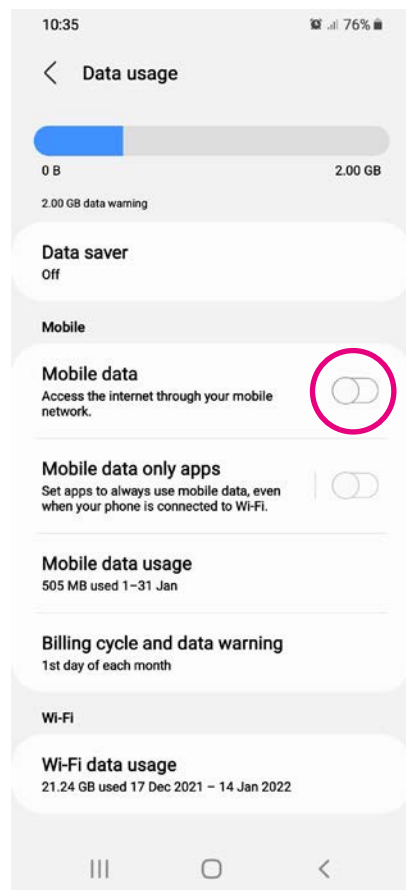 10:35 76%
Data usage
0 B 2.00 GB
2.00 GB data warning
Data saver
Off
Mobile
Mobile data
Access the internet through your mobile
network.
Mobile data only apps
Set apps to always use mobile data, even
when your phone is connected to Wi-Fi.
Mobile data usage
505 MB used 1–31 Jan
Billing cycle and data warning
1st day of each month
Wi-Fi
Wi-Fi data usage
21.24 GB used 17 Dec 2021 – 14 Jan 2022